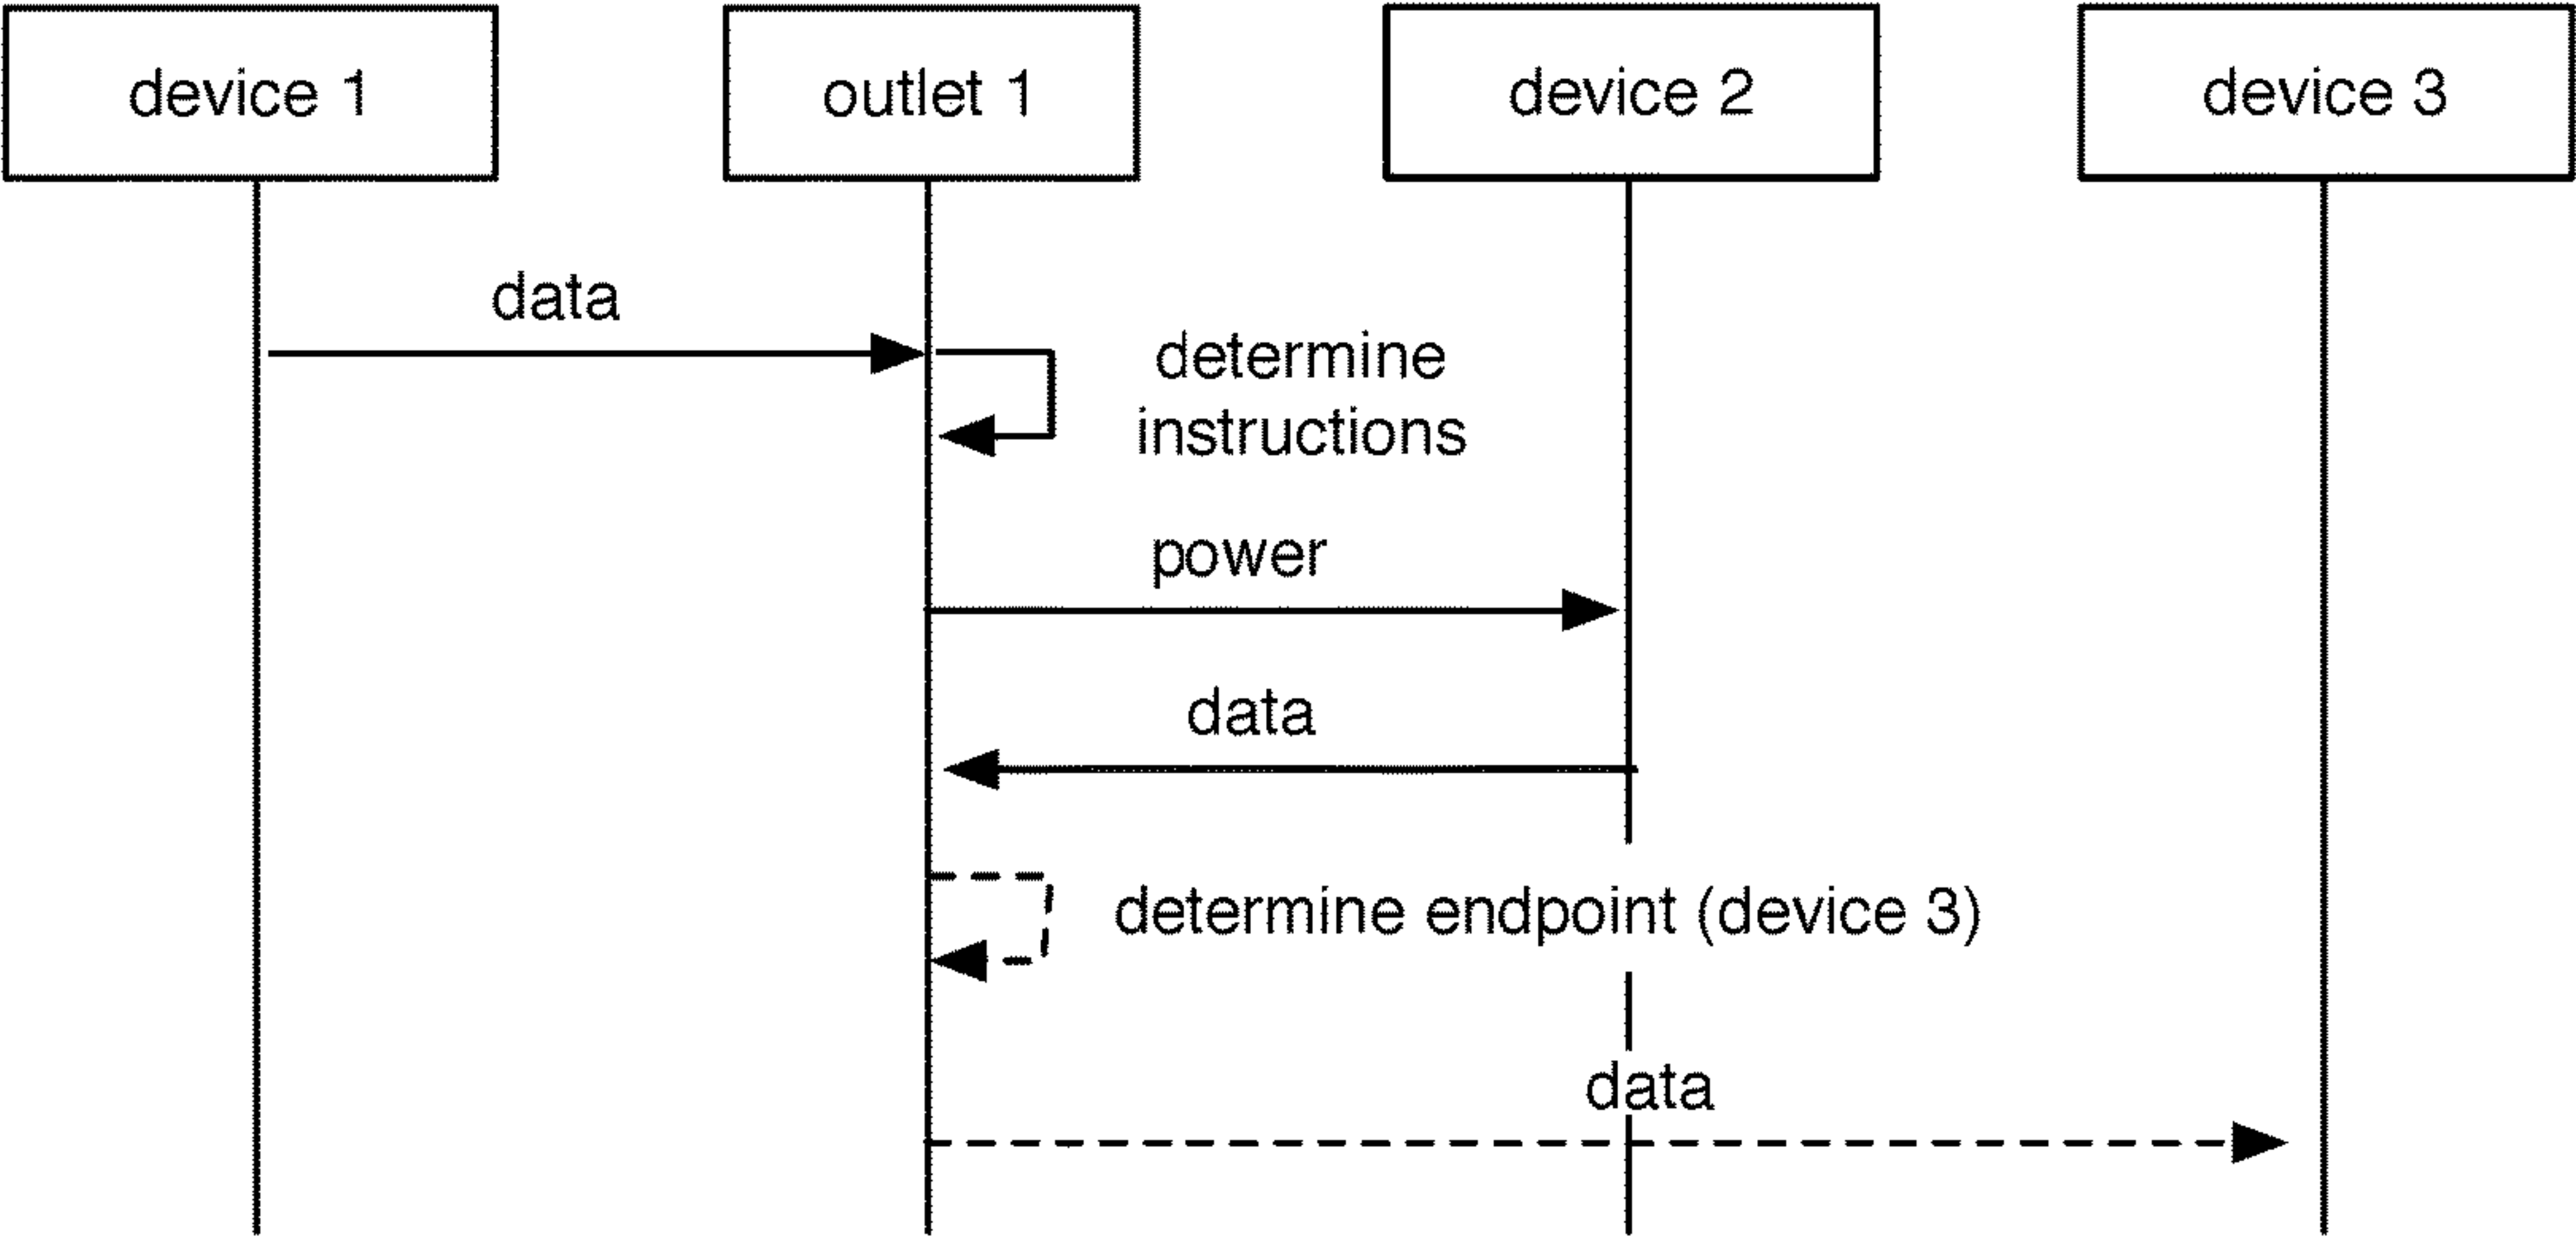 device 1
outlet 1
device 2
device 3
data
determine
instructions
power
data
determine endpoint (device 3)
data